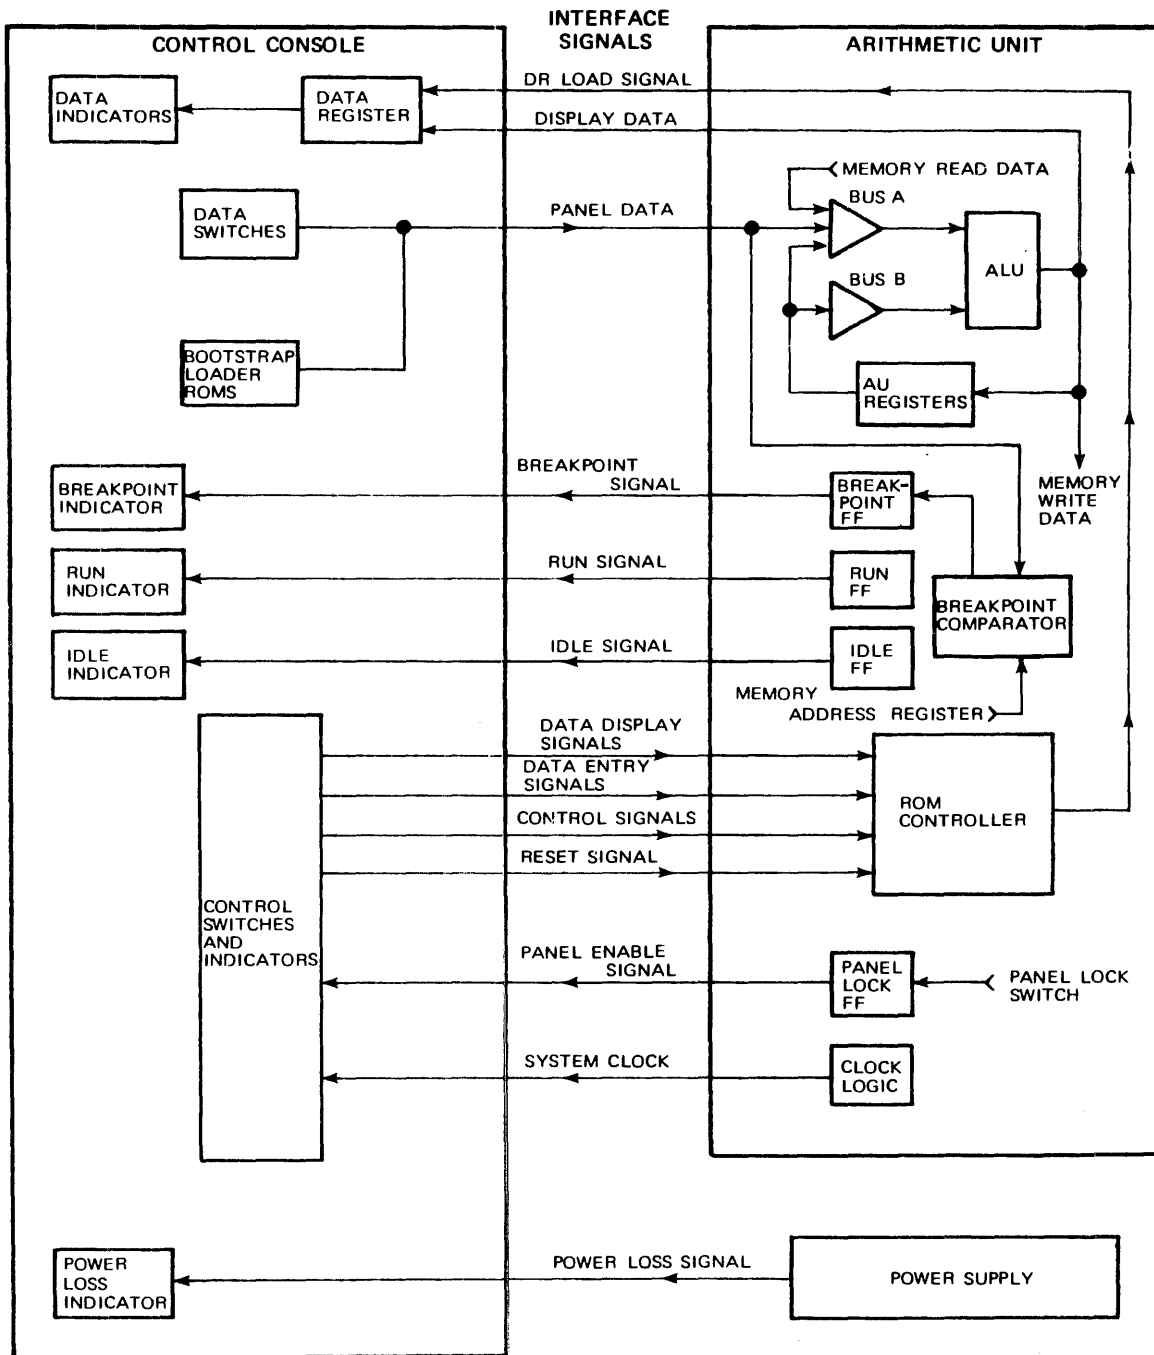 INTERFACE
SIGNALS
CONTROL CONSOLE
ARITHMETIC UNIT
DATA
INDICATORS
DATA
REGISTER
DR LOAD SIGNAL
DISPLAY DATA
MEMORY READ DATA
BUS A
DATA
SWITCHES
PANEL DATA
ALU
BUS B
BOOTSTRAP
LOADER
ROMS
AU
REGISTERS
MEMORY
WRITE
DATA
BREAKPOINT
INDICATOR
BREAKPOINT
SIGNAL
BREAK-
POINT
FF
RUN
INDICATOR
RUN SIGNAL
RUN
FF
BREAKPOINT
COMPARATOR
IDLE
INDICATOR
IDLE SIGNAL
IDLE
FF
MEMORY
ADDRESS REGISTER
DATA DISPLAY
SIGNALS
DATA ENTRY
SIGNALS
CONTROL SIGNALS
RESET SIGNAL
ROM
CONTROLLER
CONTROL
SWITCHES
AND
INDICATORS
PANEL ENABLE
SIGNAL
PANEL
LOCK
FF
PANEL LOCK
SWITCH
SYSTEM CLOCK
CLOCK
LOGIC
POWER
LOSS
INDICATOR
POWER LOSS SIGNAL
POWER SUPPLY